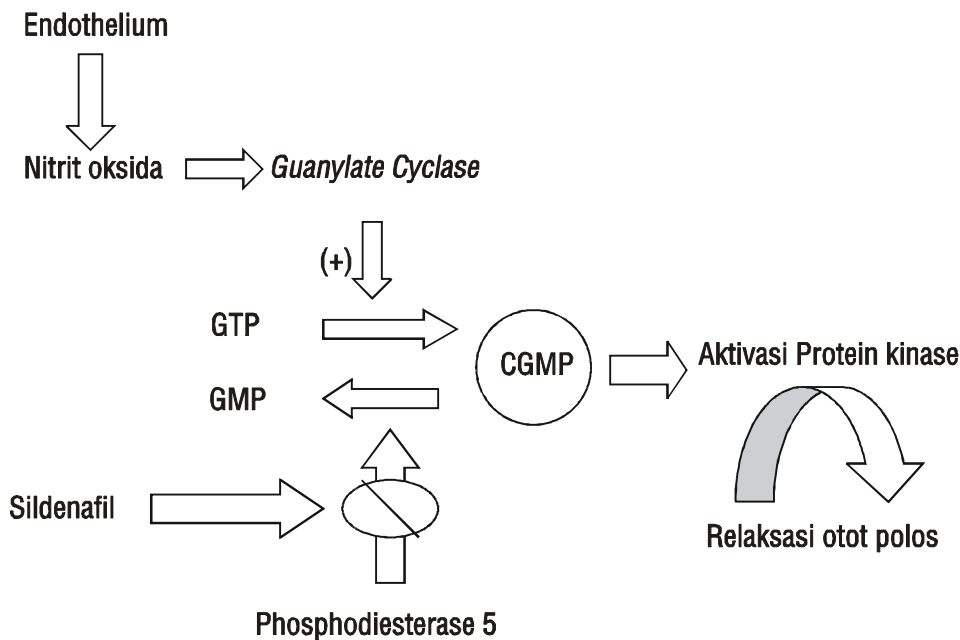 Endothelium
Nitrit oksida
Guanylate Cyclase
(+)
GTP
CGMP
Aktivasi Protein kinase
GMP
Sildenafil
Relaksasi otot polos
Phosphodiesterase 5